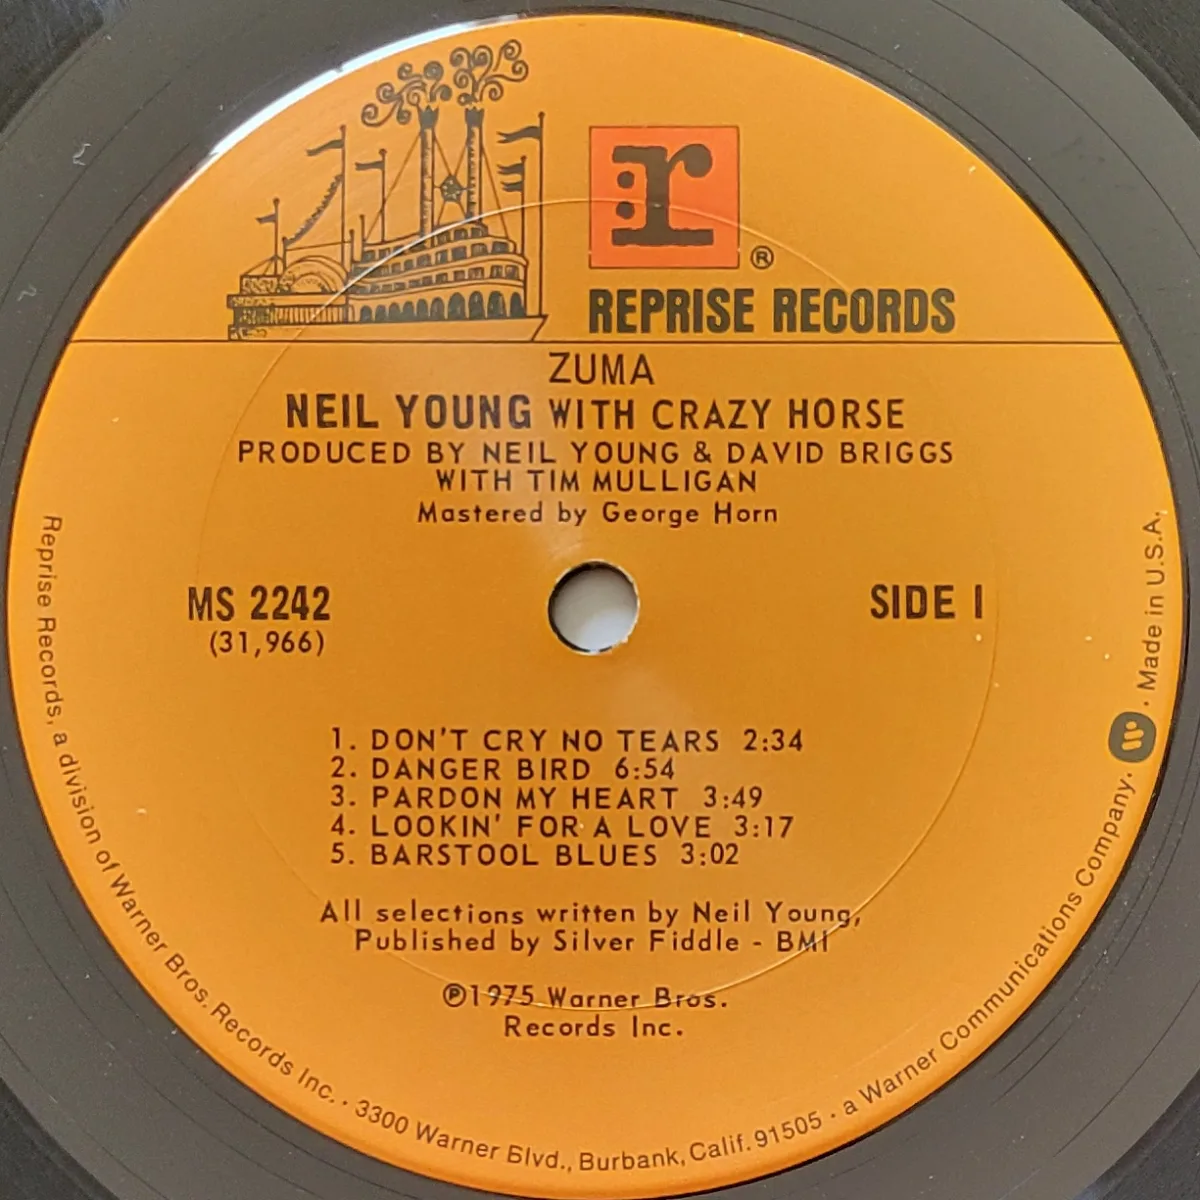 r
®
REPRISE RECORDS
ZUMA
NEIL YOUNG WITH CRAZY HORSE
PRODUCED BY NEIL YOUNG & DAVID BRIGGS
WITH TIM MULLIGAN
Mastered by George Horn
MS 2242
(31,966)
SIDE 1
1. DON'T CRY NO TEARS 2:34
2. DANGER BIRD 6:54
3. PARDON MY HEART 3:49
4. LOOKIN' FOR A LOVE 3:17
5. BARSTOOL BLUES 3:02
All selections written by Neil Young,
Published by Silver Fiddle - BMI
℗1975 Warner Bros.
Records Inc.
Reprise Records, a division of Warner Bros. Records Inc. · 3300 Warner Blvd., Burbank, Calif. 91505 · a Warner Communications Company. W · Made in U.S.A.